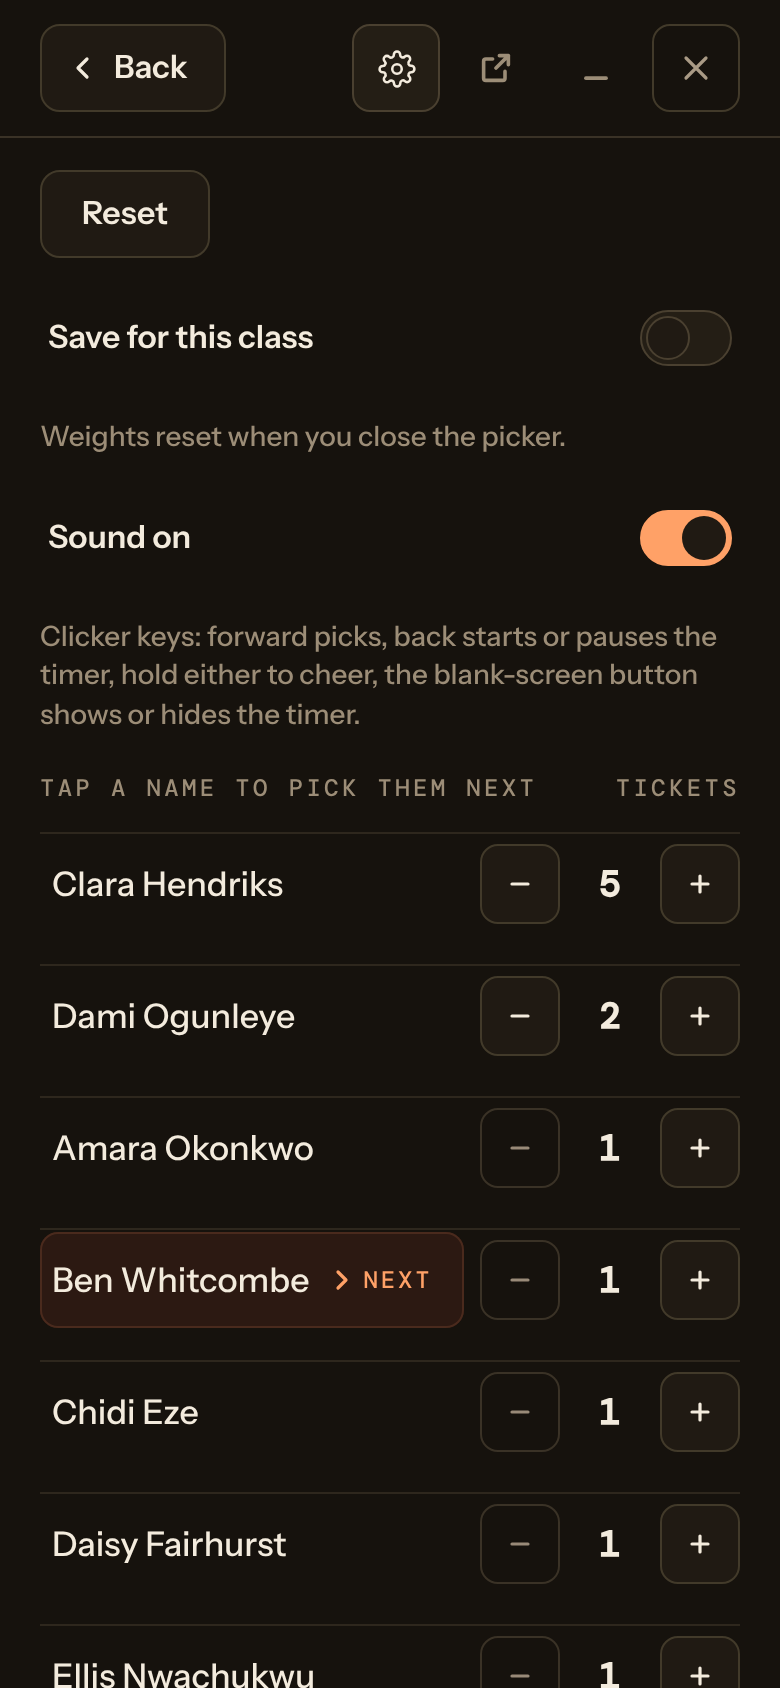 Back
Reset
Save for this class
Weights reset when you close the picker.
Sound on
Clicker keys: forward picks, back starts or pauses the
timer, hold either to cheer, the blank-screen button
shows or hides the timer.
TAP A NAME TO PICK THEM NEXT TICKETS
Clara Hendriks − 5 +
Dami Ogunleye − 2 +
Amara Okonkwo − 1 +
Ben Whitcombe > NEXT − 1 +
Chidi Eze − 1 +
Daisy Fairhurst − 1 +
Ellis Nwachukwu − 1 +